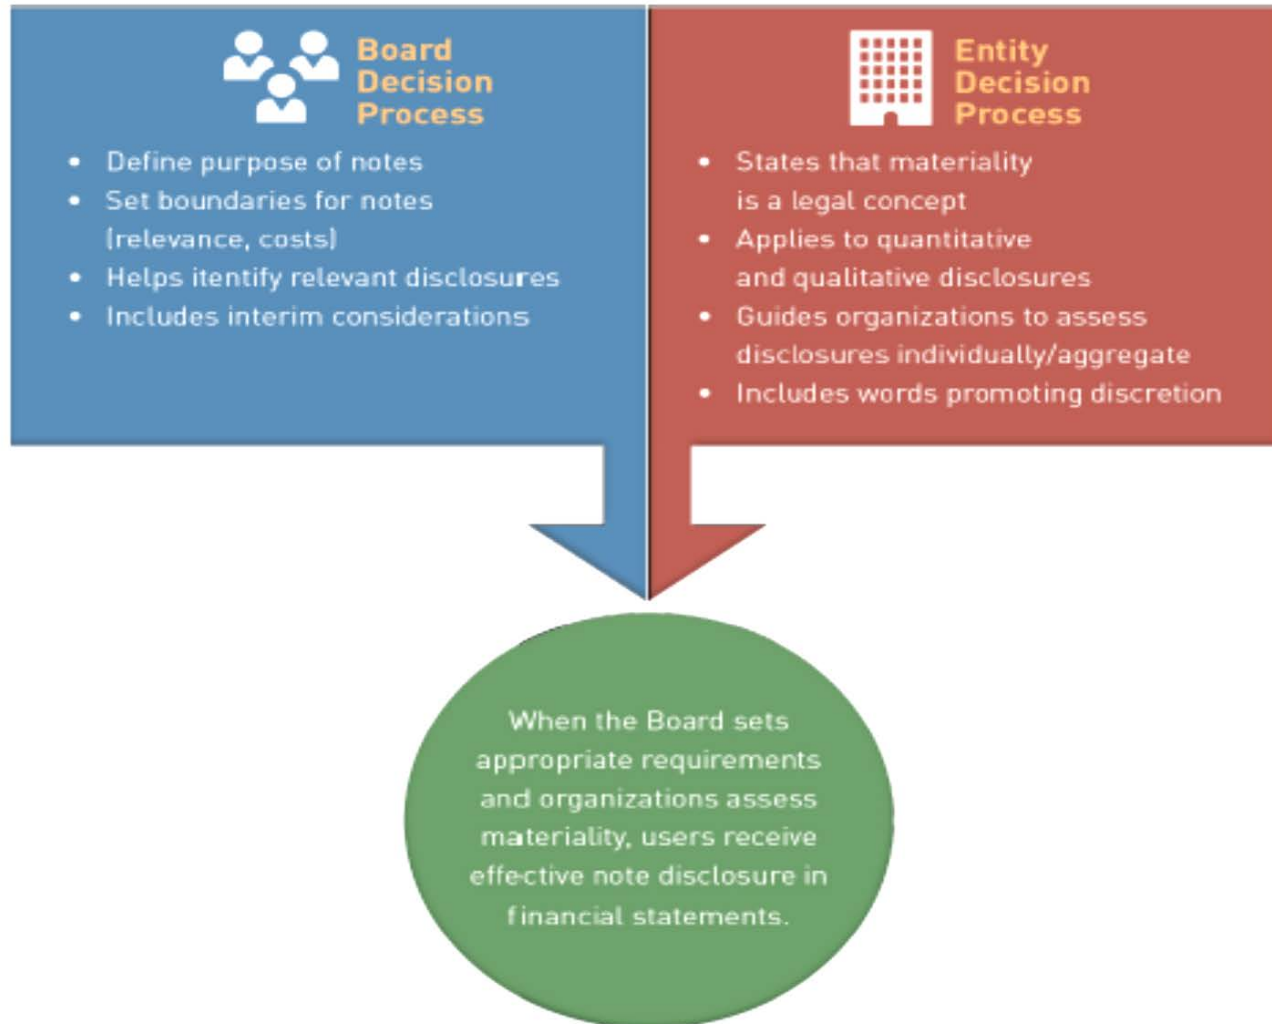 Board
Decision
Process
• Define purpose of notes
• Set boundaries for notes
(relevance, costs)
• Helps itentify relevant disclosures
• Includes interim considerations
Entity
Decision
Process
• States that materiality
is a legal concept
• Applies to quantitative
and qualitative disclosures
• Guides organizations to assess
disclosures individually/aggregate
• Includes words promoting discretion
When the Board sets
appropriate requirements
and organizations assess
materiality, users receive
effective note disclosure in
financial statements.